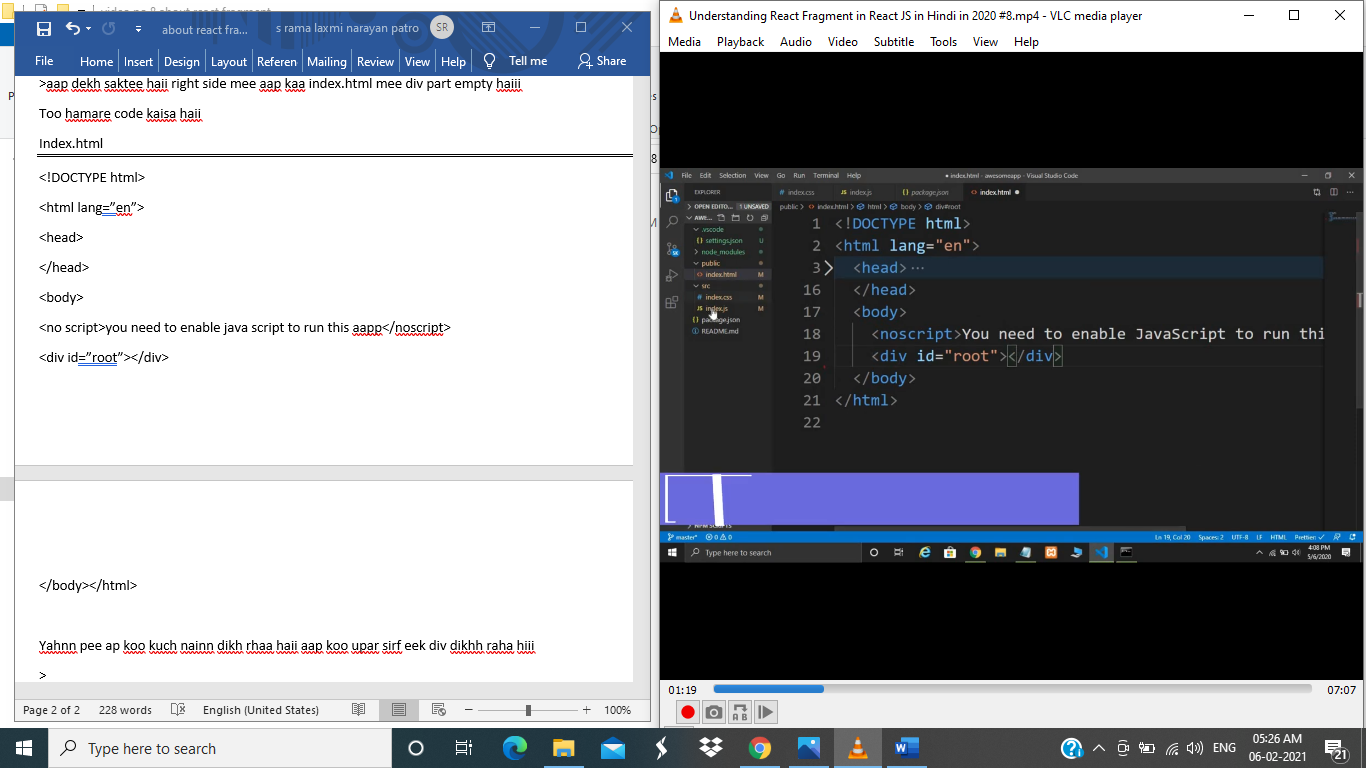 video no 8 about react fragment
about react fra...
s rama laxmi narayan patro
SR
File Home Insert Design Layout Referen Mailing Review View Help Tell me Share
>aap dekh saktee haii right side mee aap kaa index.html mee div part empty haiii
Too hamare code kaisa haii
Index.html
<!DOCTYPE html>
<html lang=”en”>
<head>
</head>
<body>
<no script>you need to enable java script to run this aapp</noscript>
<div id=”root”></div>
</body></html>
Yahnn pee ap koo kuch nainn dikh rhaa haii aap koo upar sirf eek div dikhh raha hiii
>
Page 2 of 2 228 words English (United States) 100%
Understanding React Fragment in React JS in Hindi in 2020 #8.mp4 - VLC media player
Media Playback Audio Video Subtitle Tools View Help
File Edit Selection View Go Run Terminal Help ● index.html - awesomeapp - Visual Studio Code
EXPLORER
index.css index.js package.json index.html
OPEN EDITO... 1 UNSAVED
public > index.html > html > body > div#root
AWE...
.vscode
settings.json U
node_modules
public
index.html M
src
index.css M
index.js M
package.json
README.md
1 <!DOCTYPE html>
2 <html lang="en">
3 <head> ...
16 </head>
17 <body>
18 <noscript>You need to enable JavaScript to run thi
19 <div id="root"></div>
20 </body>
21 </html>
22
NPM SCRIPTS
master* 0 0 Ln 19, Col 20 Spaces: 2 UTF-8 LF HTML Prettier: ✓
Type here to search
4:08 PM
5/6/2020
01:19 07:07
Type here to search
ENG
05:26 AM
06-02-2021
21